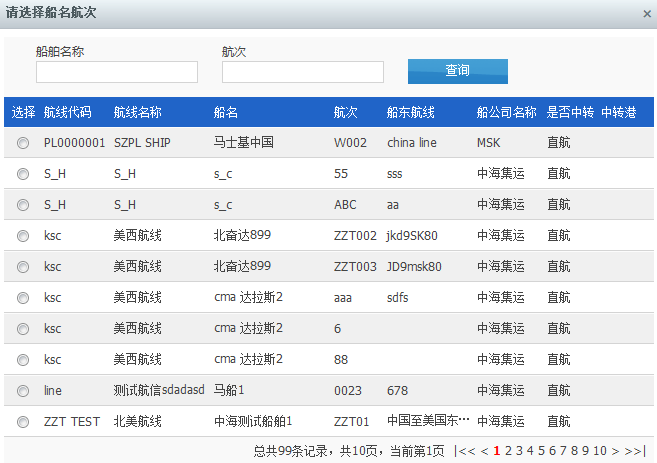 请选择船名航次 ×
船舶名称 航次
查询
选择 航线代码 航线名称 船名 航次 船东航线 船公司名称 是否中转 中转港
PL0000001 SZPL SHIP 马士基中国 W002 china line MSK 直航
S_H S_H s_c 55 sss 中海集运 直航
S_H S_H s_c ABC aa 中海集运 直航
ksc 美西航线 北奋达899 ZZT002 jkd9SK80 中海集运 直航
ksc 美西航线 北奋达899 ZZT003 JD9msk80 中海集运 直航
ksc 美西航线 cma 达拉斯2 aaa sdfs 中海集运 直航
ksc 美西航线 cma 达拉斯2 6 中海集运 直航
ksc 美西航线 cma 达拉斯2 88 中海集运 直航
line 测试航信sdadasd 马船1 0023 678 中海集运 直航
ZZT TEST 北美航线 中海测试船舶1 ZZT01 中国至美国东… 中海集运 直航
总共99条记录，共10页，当前第1页 |<< < 1 2 3 4 5 6 7 8 9 10 > >>|